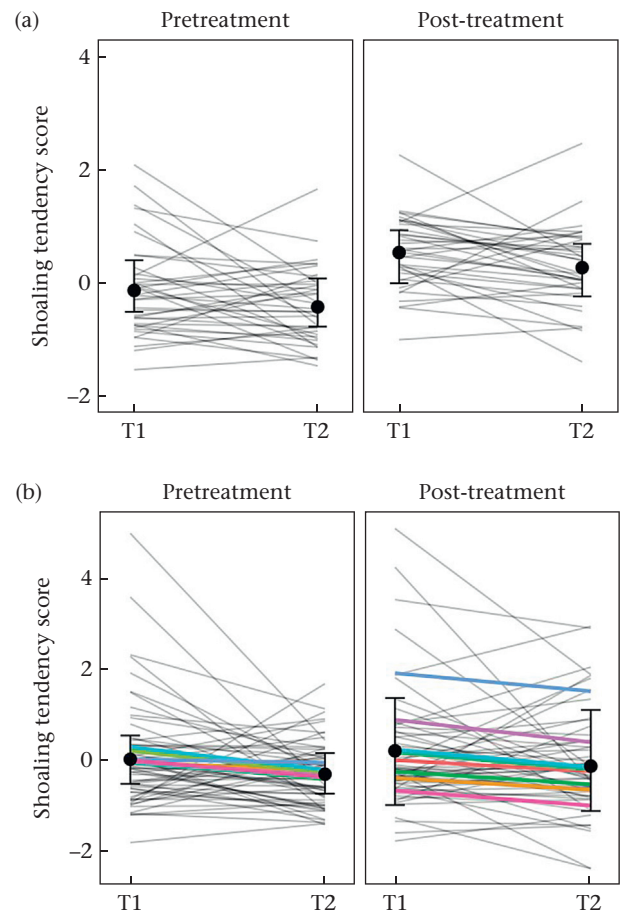 (a) Pretreatment Post-treatment
4
2
0
–2
Shoaling tendency score
T1 T2 T1 T2
(b) Pretreatment Post-treatment
4
2
0
–2
Shoaling tendency score
T1 T2 T1 T2